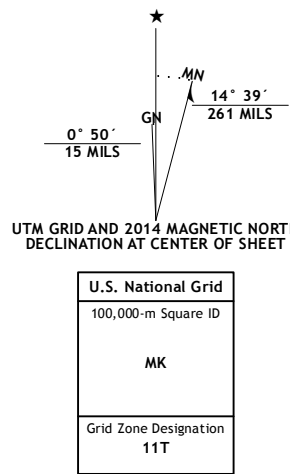 ★
MN
GN
14° 39´
261 MILS
0° 50´
15 MILS
UTM GRID AND 2014 MAGNETIC NORTH
DECLINATION AT CENTER OF SHEET
U.S. National Grid
100,000-m Square ID
MK
Grid Zone Designation
11T